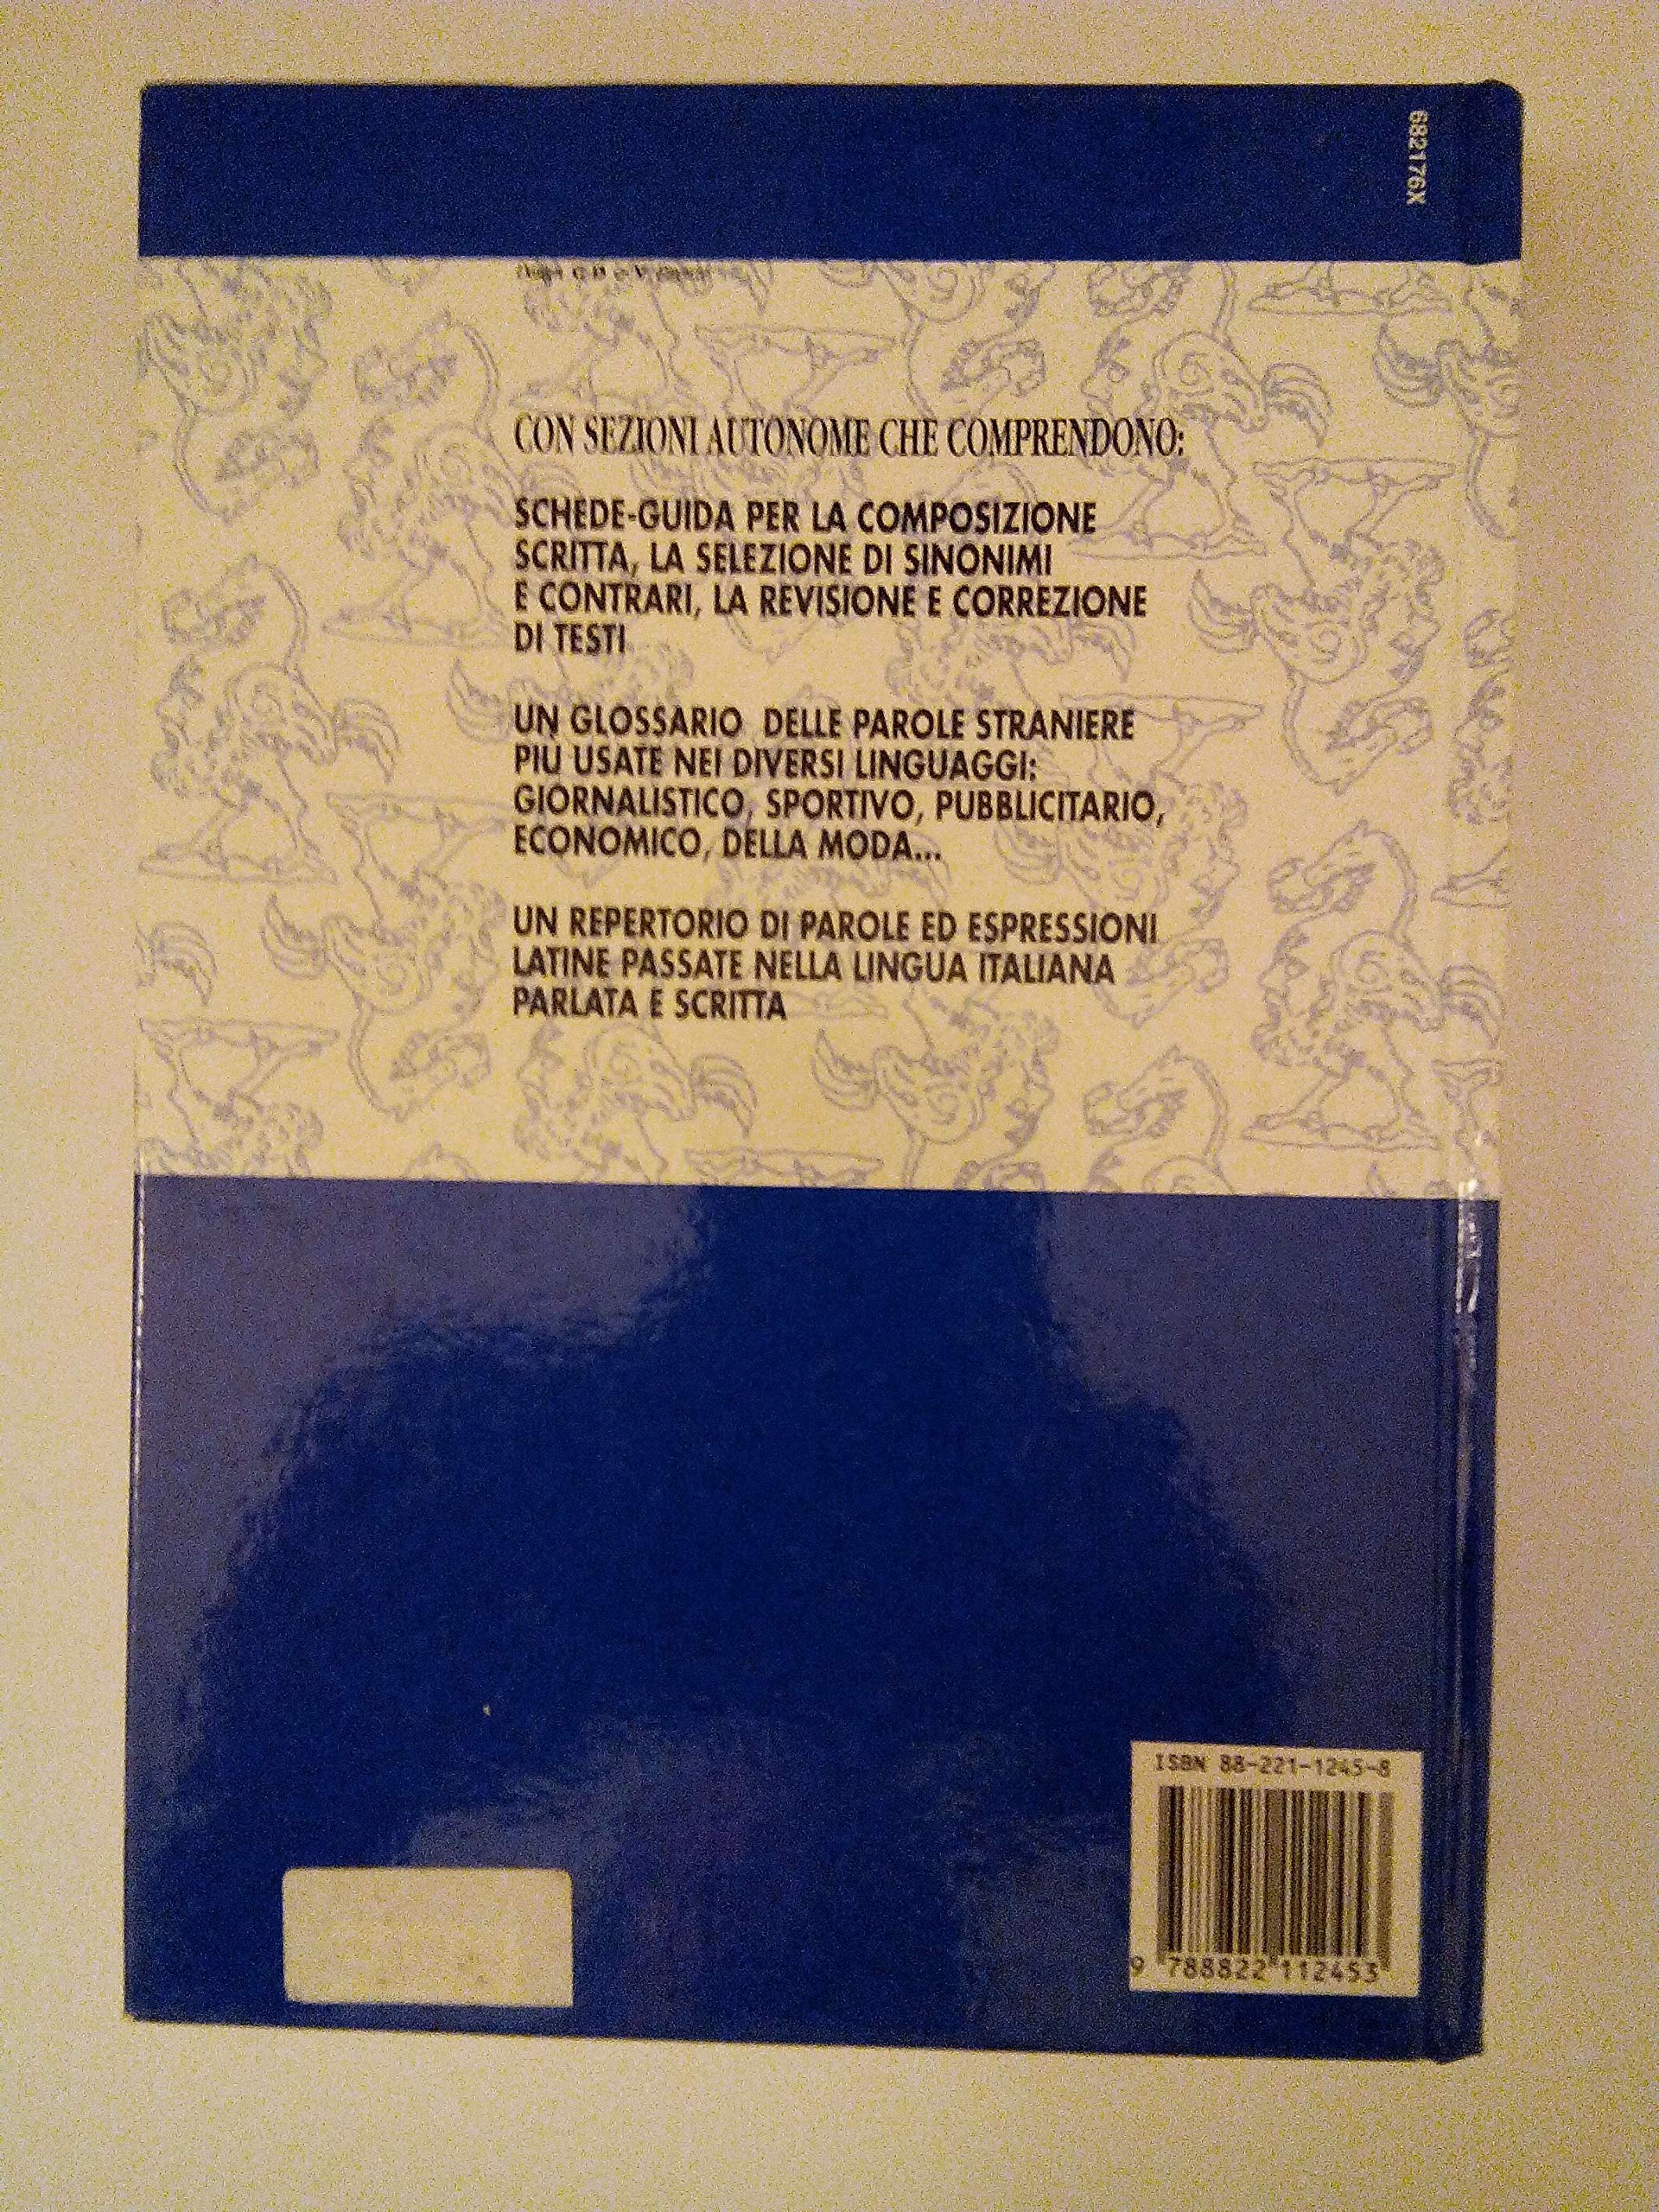 682176X
CON SEZIONI AUTONOME CHE COMPRENDONO:
SCHEDE-GUIDA PER LA COMPOSIZIONE
SCRITTA, LA SELEZIONE DI SINONIMI
E CONTRARI, LA REVISIONE E CORREZIONE
DI TESTI
UN GLOSSARIO DELLE PAROLE STRANIERE
PIÙ USATE NEI DIVERSI LINGUAGGI:
GIORNALISTICO, SPORTIVO, PUBBLICITARIO,
ECONOMICO, DELLA MODA...
UN REPERTORIO DI PAROLE ED ESPRESSIONI
LATINE PASSATE NELLA LINGUA ITALIANA
PARLATA E SCRITTA
ISBN 88-221-1245-8
9 788822 112453